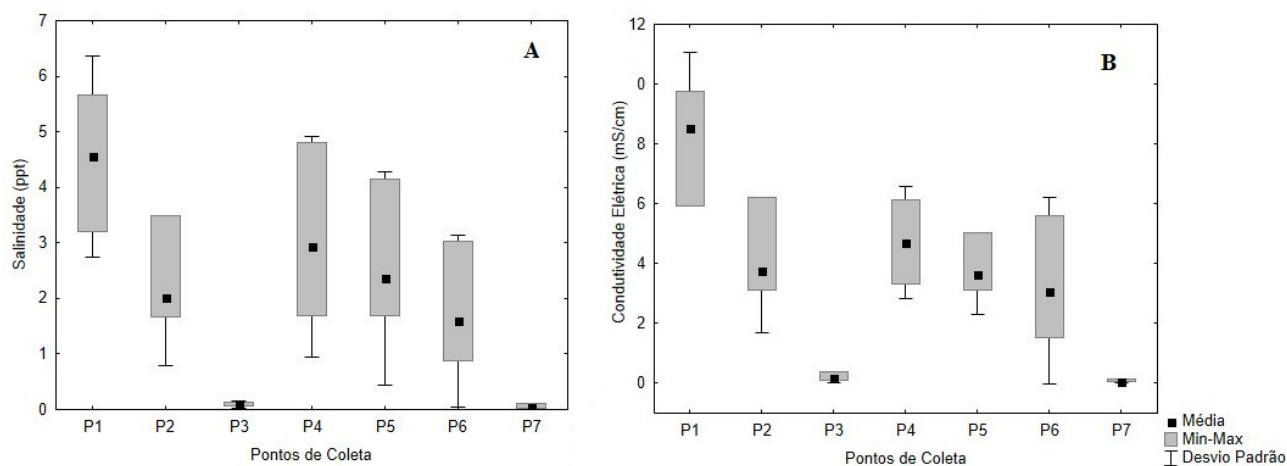 A
Salinidade (ppt)
7
6
5
4
3
2
1
0
P1 P2 P3 P4 P5 P6 P7
Pontos de Coleta
B
Condutividade Elétrica (mS/cm)
12
0
8
6
4
2
0
P1 P2 P3 P4 P5 P6 P7
Pontos de Coleta
Média
Min-Max
Desvio Padrão